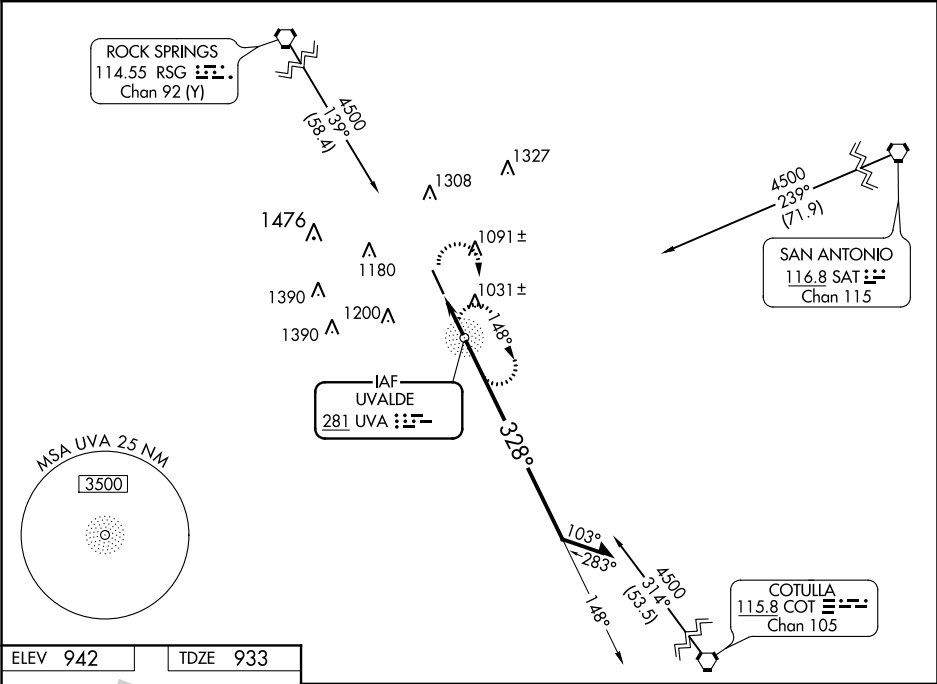 ROCK SPRINGS
114.55 RSG
Chan 92 (Y)
4500
139°
(58.4)
1327
1308
4500
239°
(71.9)
1476
1091 ±
1180
SAN ANTONIO
116.8 SAT
Chan 115
1390
1031 ±
1200
148°
1390
IAF
UVALDE
281 UVA
328°
MSA UVA 25 NM
3500
103°
283°
4500
314°
(53.5)
148°
COTULLA
115.8 COT
Chan 105
ELEV 942
TDZE 933